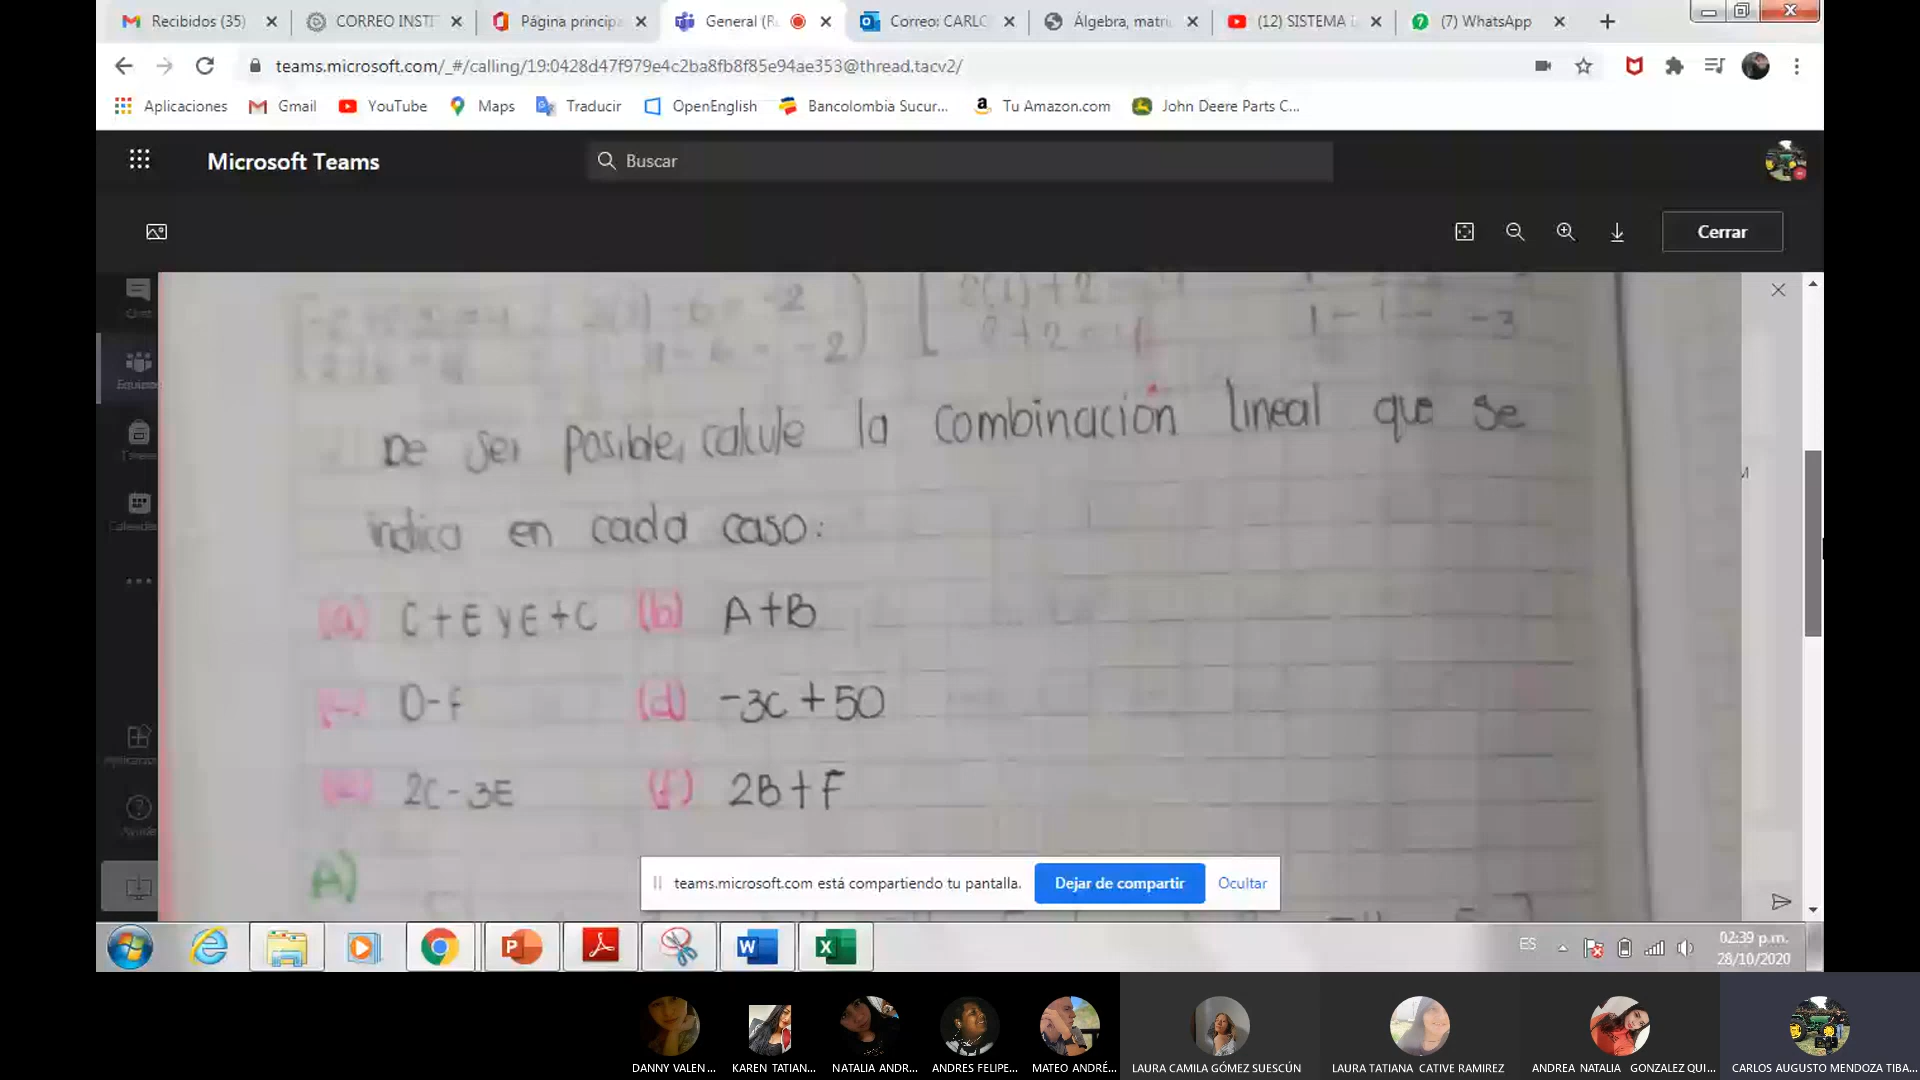 Recibidos (35)
CORREO INSTI
Página principa
General (R
Correo: CARLO
Álgebra, matri
(12) SISTEMA
(7) WhatsApp
teams.microsoft.com/_#/calling/19:0428d47f979e4c2ba8fb8f85e94ae353@thread.tacv2/
Aplicaciones
Gmail
YouTube
Maps
Traducir
OpenEnglish
Bancolombia Sucur...
Tu Amazon.com
John Deere Parts C...
Microsoft Teams
Buscar
Cerrar
De ser posible, calcule la combinación lineal que se
indica en cada caso:
(a) C+E y E+C (b) A+B
D-F (d) -3C+5D
2C-3E (f) 2B+F
A)
teams.microsoft.com está compartiendo tu pantalla.
Dejar de compartir
Ocultar
ES
02:39 p.m.
28/10/2020
DANNY VALEN...
KAREN TATIAN...
NATALIA ANDR...
ANDRES FELIPE...
MATEO ANDRÉ...
LAURA CAMILA GÓMEZ SUESCÚN
LAURA TATIANA CATIVE RAMIREZ
ANDREA NATALIA GONZALEZ QUI...
CARLOS AUGUSTO MENDOZA TIBA...